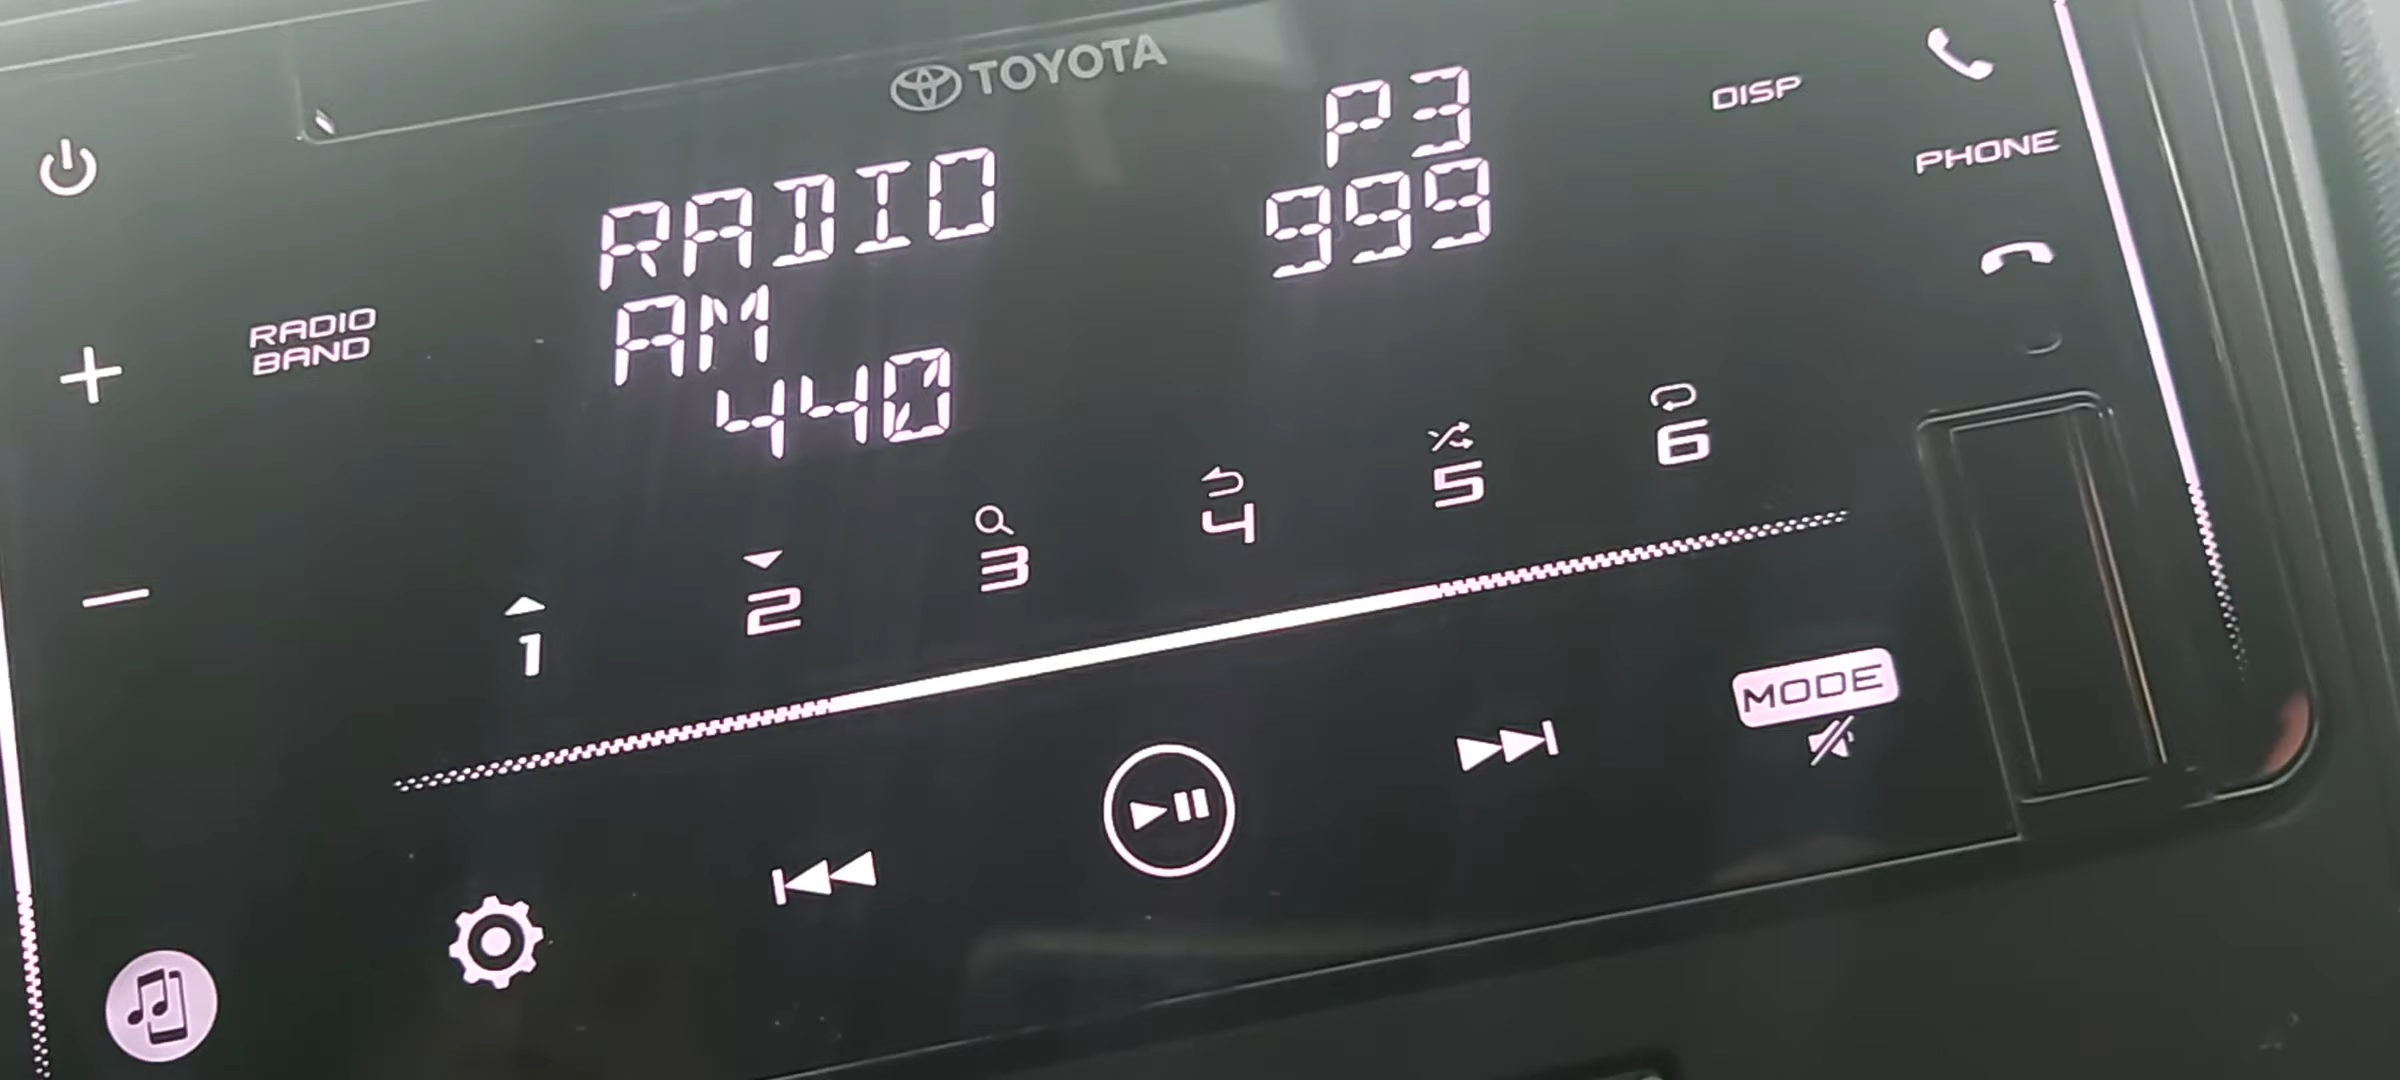 TOYOTA
P3
DISP
RADIO
999
PHONE
RADIO
BAND
AM
440
1
2
3
4
5
6
MODE